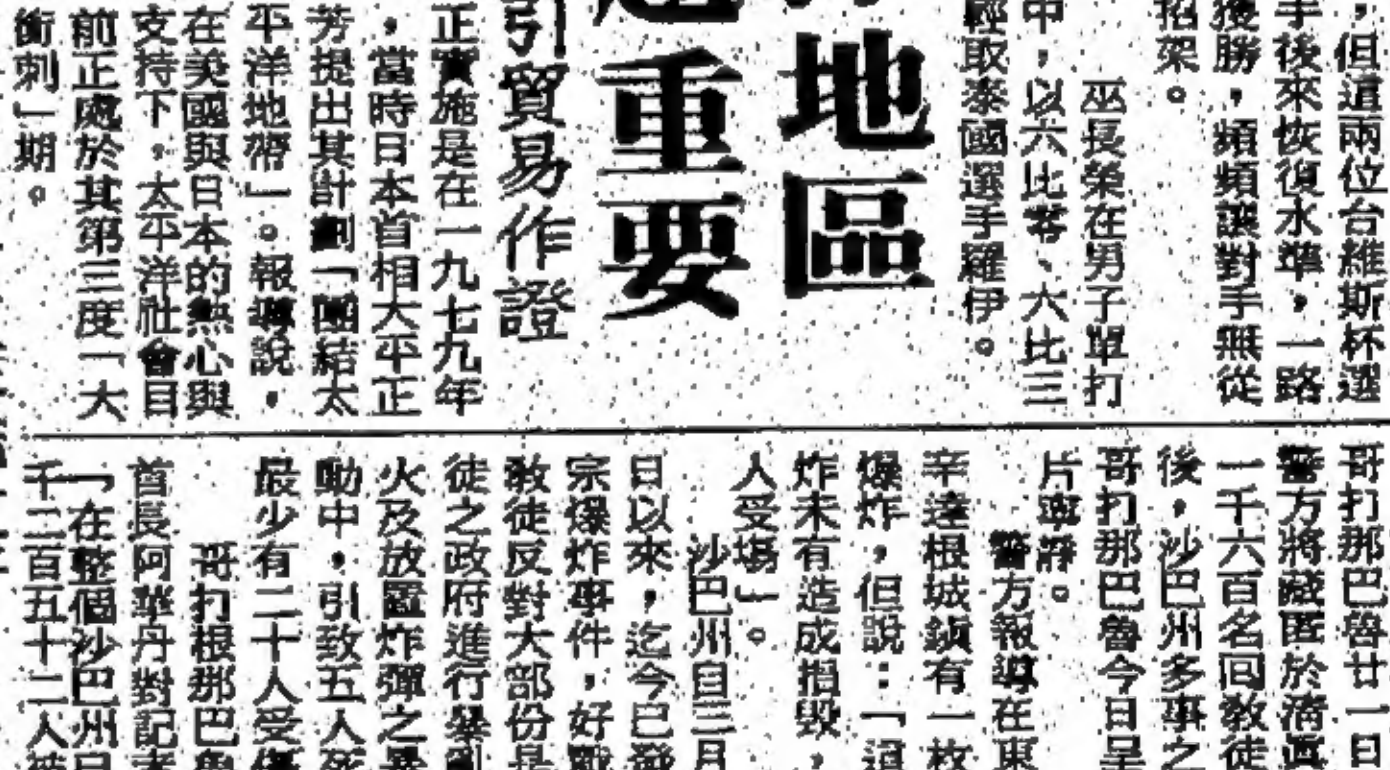 ，但這兩位台維斯杯選
手後來恢復水準，一路
獲勝，頻頻讓對手無從
招架。
巫長榮在男子單打
中，以六比零、六比三
輕取泰國選手羅伊。
地區
重要
引貿易作證
正實施是在一九七九年
，當時日本首相大平正
芳提出其計劃「團結太
平洋地帶」。報導說，
在美國與日本的熱心與
支持下，太平洋社會目
前正處於其第三度「大
衝刺」期。
哥打那巴魯廿一日
警方將藏匿於清眞
一千六百名回教徒
後，沙巴州多事之
哥打那巴魯今日呈
片寧靜。
警方報導在東
辛達根城鎮有一枚
爆炸，但說：「這
炸未有造成損毀，
人受塲」。
沙巴州自三月
日以來，迄今已發
宗爆炸事件，好戰
教徒反對大部份是
徒之政府進行暴亂
火及放置炸彈之暴
動中，引致五人死
最少有二十人受傷
哥打根那巴魯
首長阿華丹對記者
「在整個沙巴州已
千二百五十二人被